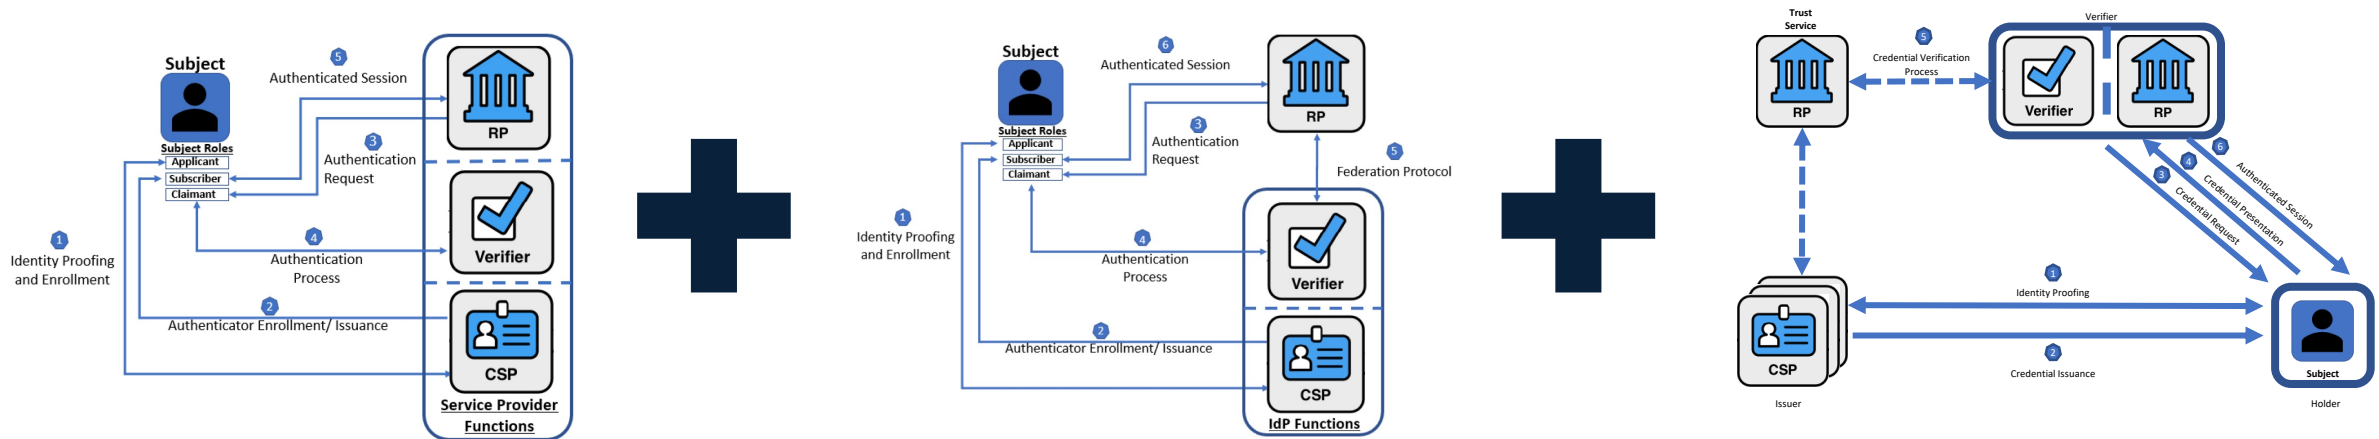 Subject
Subject Roles
Applicant
Subscriber
Claimant
5
Authenticated Session
3
Authentication
Request
1
Identity Proofing
and Enrollment
4
Authentication
Process
2
Authenticator Enrollment/ Issuance
RP
Verifier
CSP
Service Provider
Functions
Subject
Subject Roles
Applicant
Subscriber
Claimant
6
Authenticated Session
3
Authentication
Request
RP
5
Federation Protocol
1
Identity Proofing
and Enrollment
4
Authentication
Process
2
Authenticator Enrollment/ Issuance
Verifier
CSP
IdP Functions
Trust
Service
RP
5
Credential Verification
Process
Verifier
Verifier
RP
6
Authenticated Session
4
Credential Presentation
3
Credential Request
1
Identity Proofing
2
Credential Issuance
CSP
Issuer
Subject
Holder